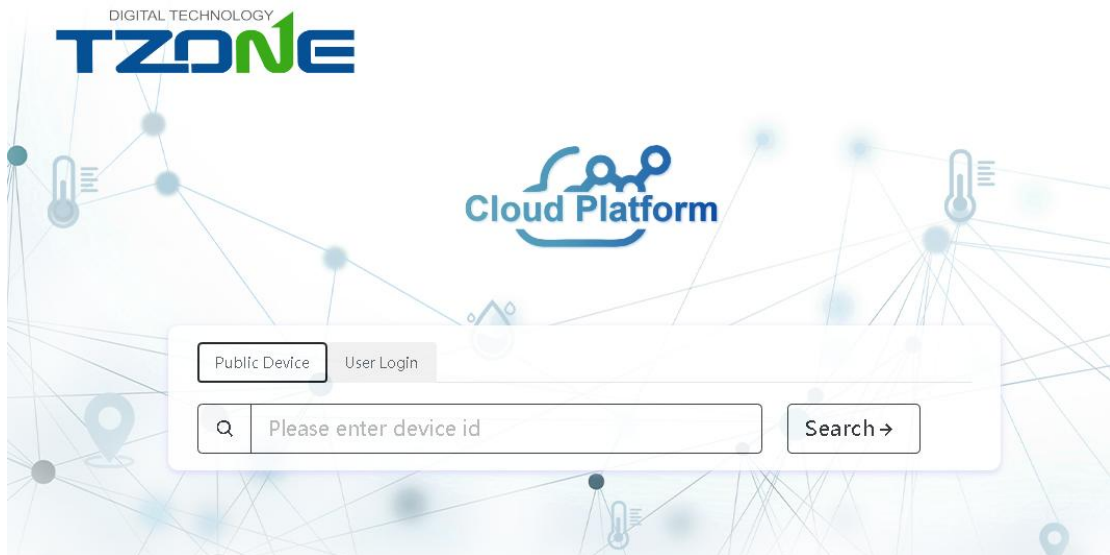 DIGITAL TECHNOLOGY
TZONE
Cloud Platform
Public Device
User Login
Please enter device id
Search→